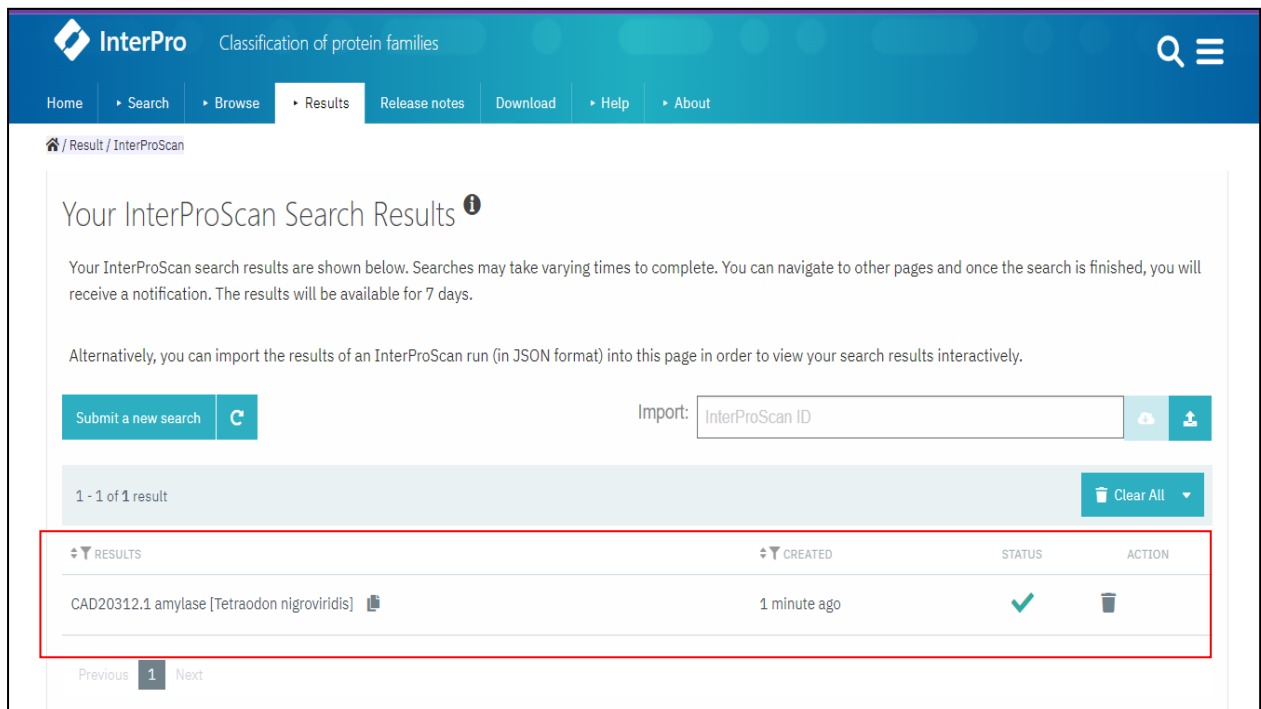 InterPro Classification of protein families
Home Search Browse Results Release notes Download Help About
/ Result / InterProScan
Your InterProScan Search Results
Your InterProScan search results are shown below. Searches may take varying times to complete. You can navigate to other pages and once the search is finished, you will
receive a notification. The results will be available for 7 days.
Alternatively, you can import the results of an InterProScan run (in JSON format) into this page in order to view your search results interactively.
Submit a new search Import: InterProScan ID
1 - 1 of 1 result Clear All
RESULTS CREATED STATUS ACTION
CAD20312.1 amylase [Tetraodon nigroviridis] 1 minute ago
Previous 1 Next